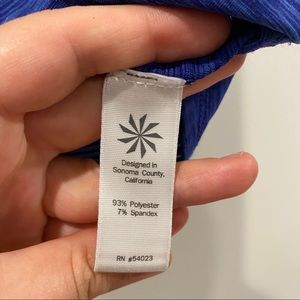 Designed in
Sonoma County,
California
93% Polyester
7% Spandex
RN #54023